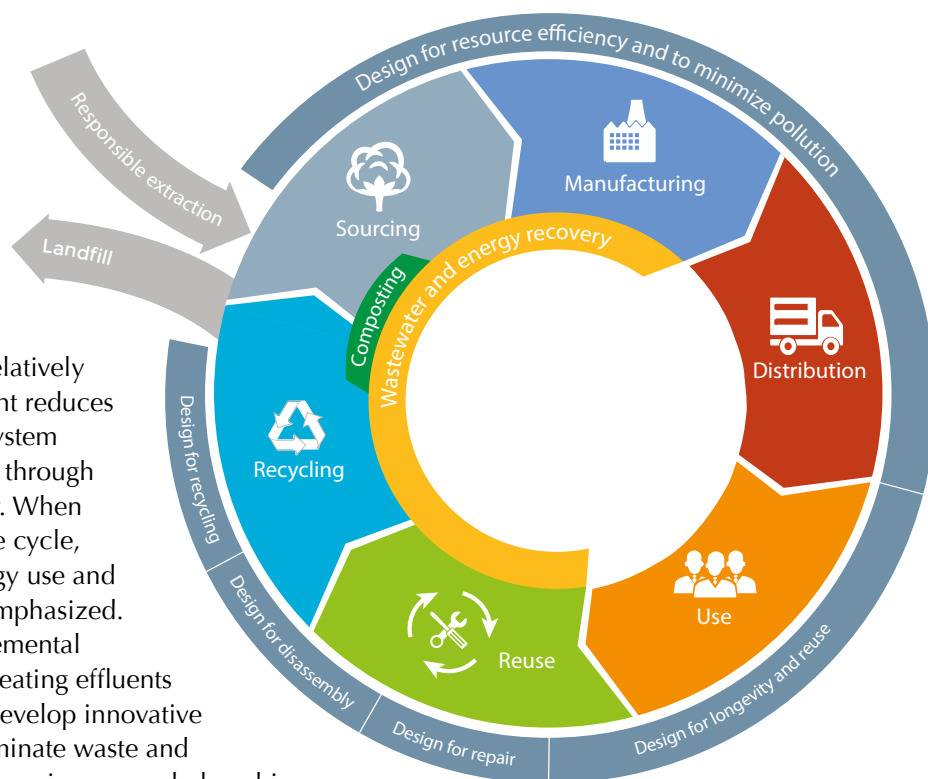 Design for resource efficiency and to minimize pollution
Responsible extraction
Landfill
Sourcing
Manufacturing
Distribution
Use
Reuse
Recycling
Composting
Wastewater and energy recovery
Design for longevity and reuse
Design for repair
Design for disassembly
Design for recycling
elatively
nt reduces
ystem
through
. When
e cycle,
gy use and
mphasized.
emental
eating effluents
evelop innovative
minate waste and